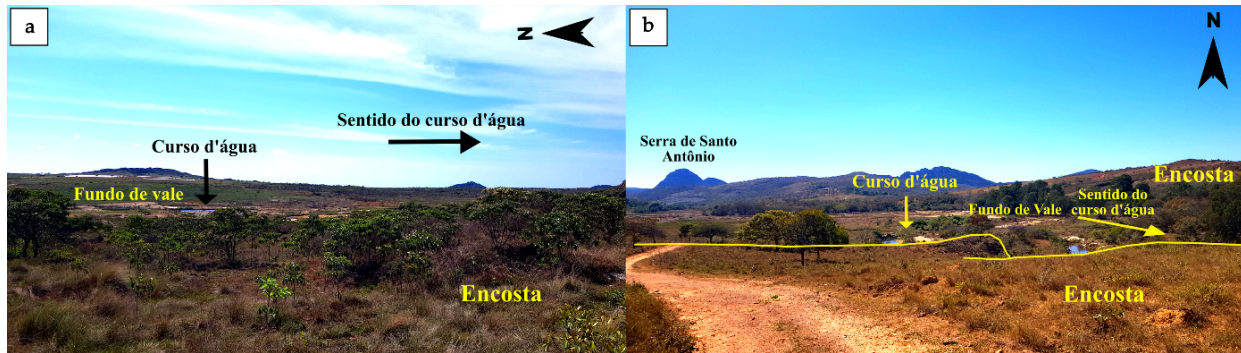 a
N
Sentido do curso d'água
Curso d'água
Fundo de vale
Encosta
b
N
Serra de Santo
Antônio
Curso d'água
Encosta
Sentido do
curso d'água
Fundo de Vale
Encosta